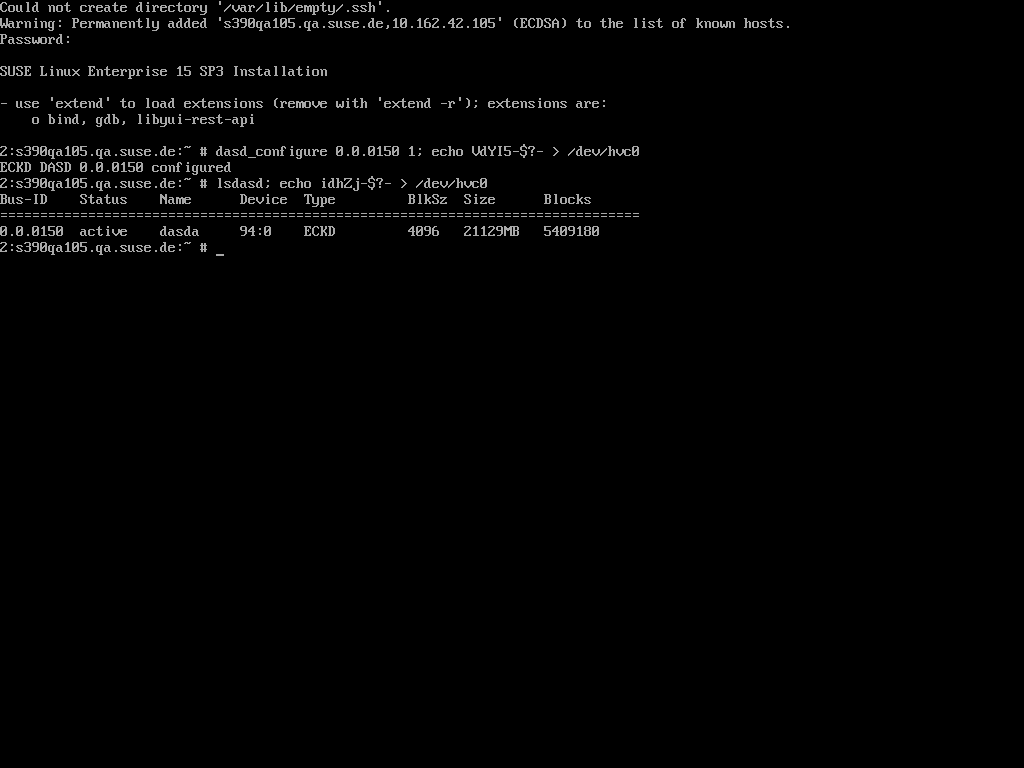 Could not create directory '/var/lib/empty/.ssh'.
Warning: Permanently added 's390qa105.qa.suse.de,10.162.42.105' (ECDSA) to the list of known hosts.
Password:
SUSE Linux Enterprise 15 SP3 Installation
- use 'extend' to load extensions (remove with 'extend -r'); extensions are:
    o bind, gdb, libyui-rest-api
2:s390qa105.qa.suse.de:~ # dasd_configure 0.0.0150 1; echo VdYI5-$?- > /dev/hvc0
ECKD DASD 0.0.0150 configured
2:s390qa105.qa.suse.de:~ # lsdasd; echo idhZj-$?- > /dev/hvc0
Bus-ID    Status    Name      Device  Type         BlkSz  Size      Blocks
================================================================================
0.0.0150  active    dasda     94:0    ECKD         4096   21129MB   5409180
2:s390qa105.qa.suse.de:~ # _